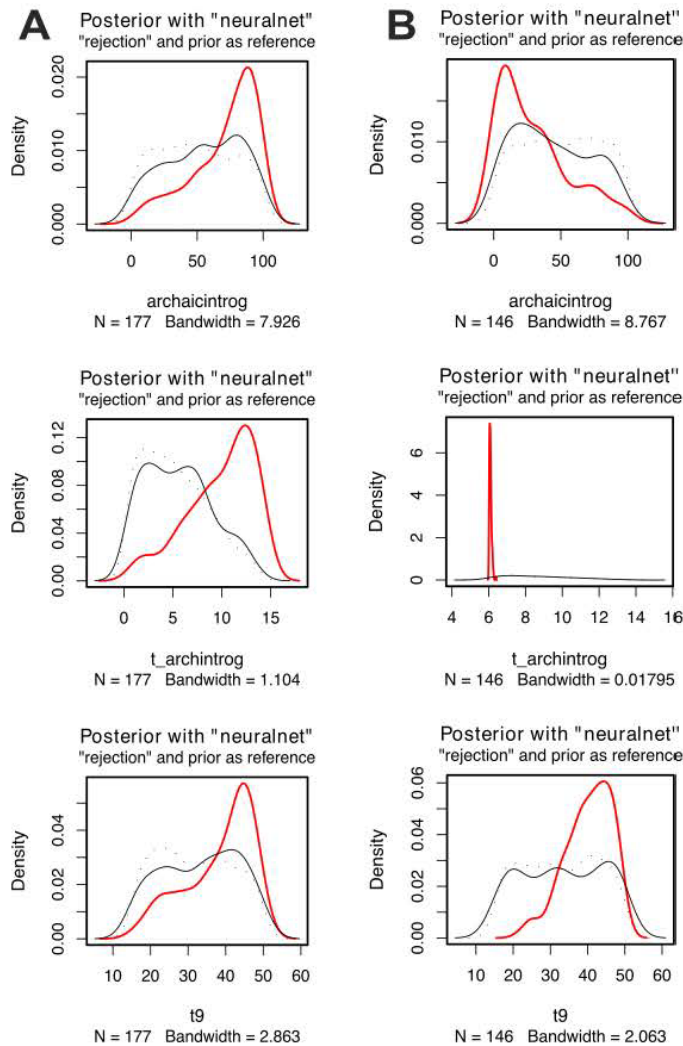 A
B
Posterior with "neuralnet"
"rejection" and prior as reference
Density
0.000
0.010
0.020
0
50
100
archaicintrog
N = 177 Bandwidth = 7.926
Posterior with "neuralnet"
"rejection" and prior as reference
Density
0.000
0.010
0
50
100
archaicintrog
N = 146 Bandwidth = 8.767
Posterior with "neuralnet"
"rejection" and prior as reference
Density
0.00
0.04
0.08
0.12
0
5
10
15
t_archintrog
N = 177 Bandwidth = 1.104
Posterior with "neuralnet"
"rejection" and prior as reference
Density
0
2
4
6
4
6
8
10
12
14
16
t_archintrog
N = 146 Bandwidth = 0.01795
Posterior with "neuralnet"
"rejection" and prior as reference
Density
0.00
0.02
0.04
10
20
30
40
50
60
t9
N = 177 Bandwidth = 2.863
Posterior with "neuralnet"
"rejection" and prior as reference
Density
0.00
0.02
0.04
0.06
10
20
30
40
50
60
t9
N = 146 Bandwidth = 2.063